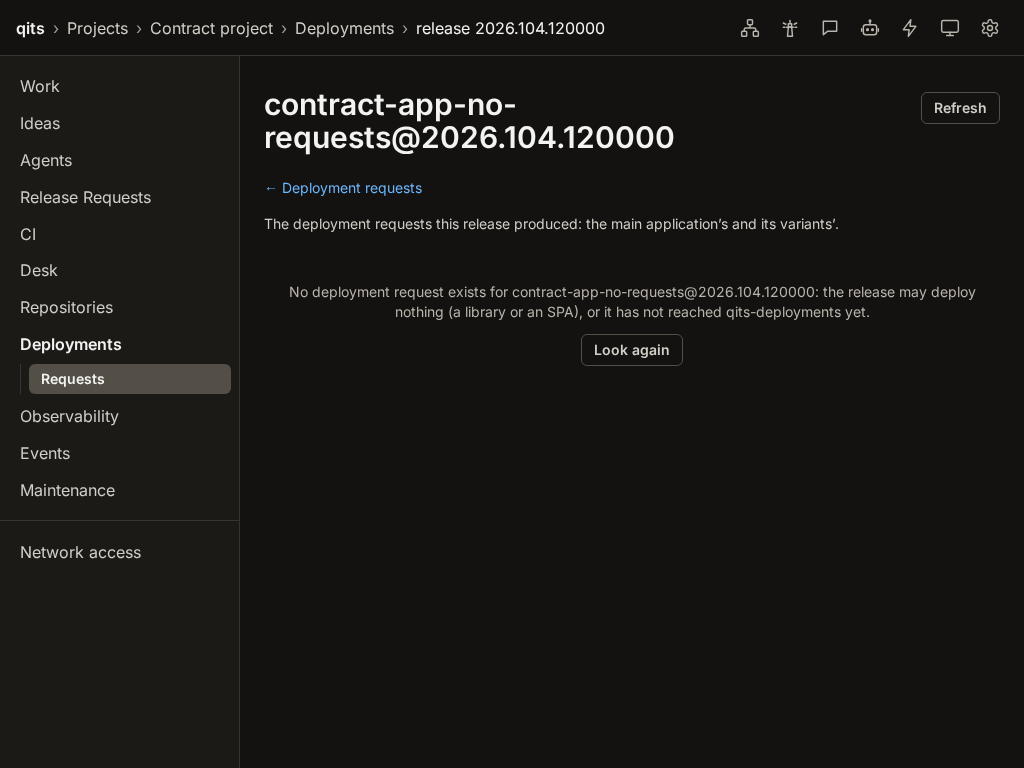 qits › Projects › Contract project › Deployments › release 2026.104.120000
Work
Ideas
Agents
Release Requests
CI
Desk
Repositories
Deployments
Requests
Observability
Events
Maintenance
Network access
contract-app-no-
requests@2026.104.120000
Refresh
← Deployment requests
The deployment requests this release produced: the main application’s and its variants’.
No deployment request exists for contract-app-no-requests@2026.104.120000: the release may deploy
nothing (a library or an SPA), or it has not reached qits-deployments yet.
Look again